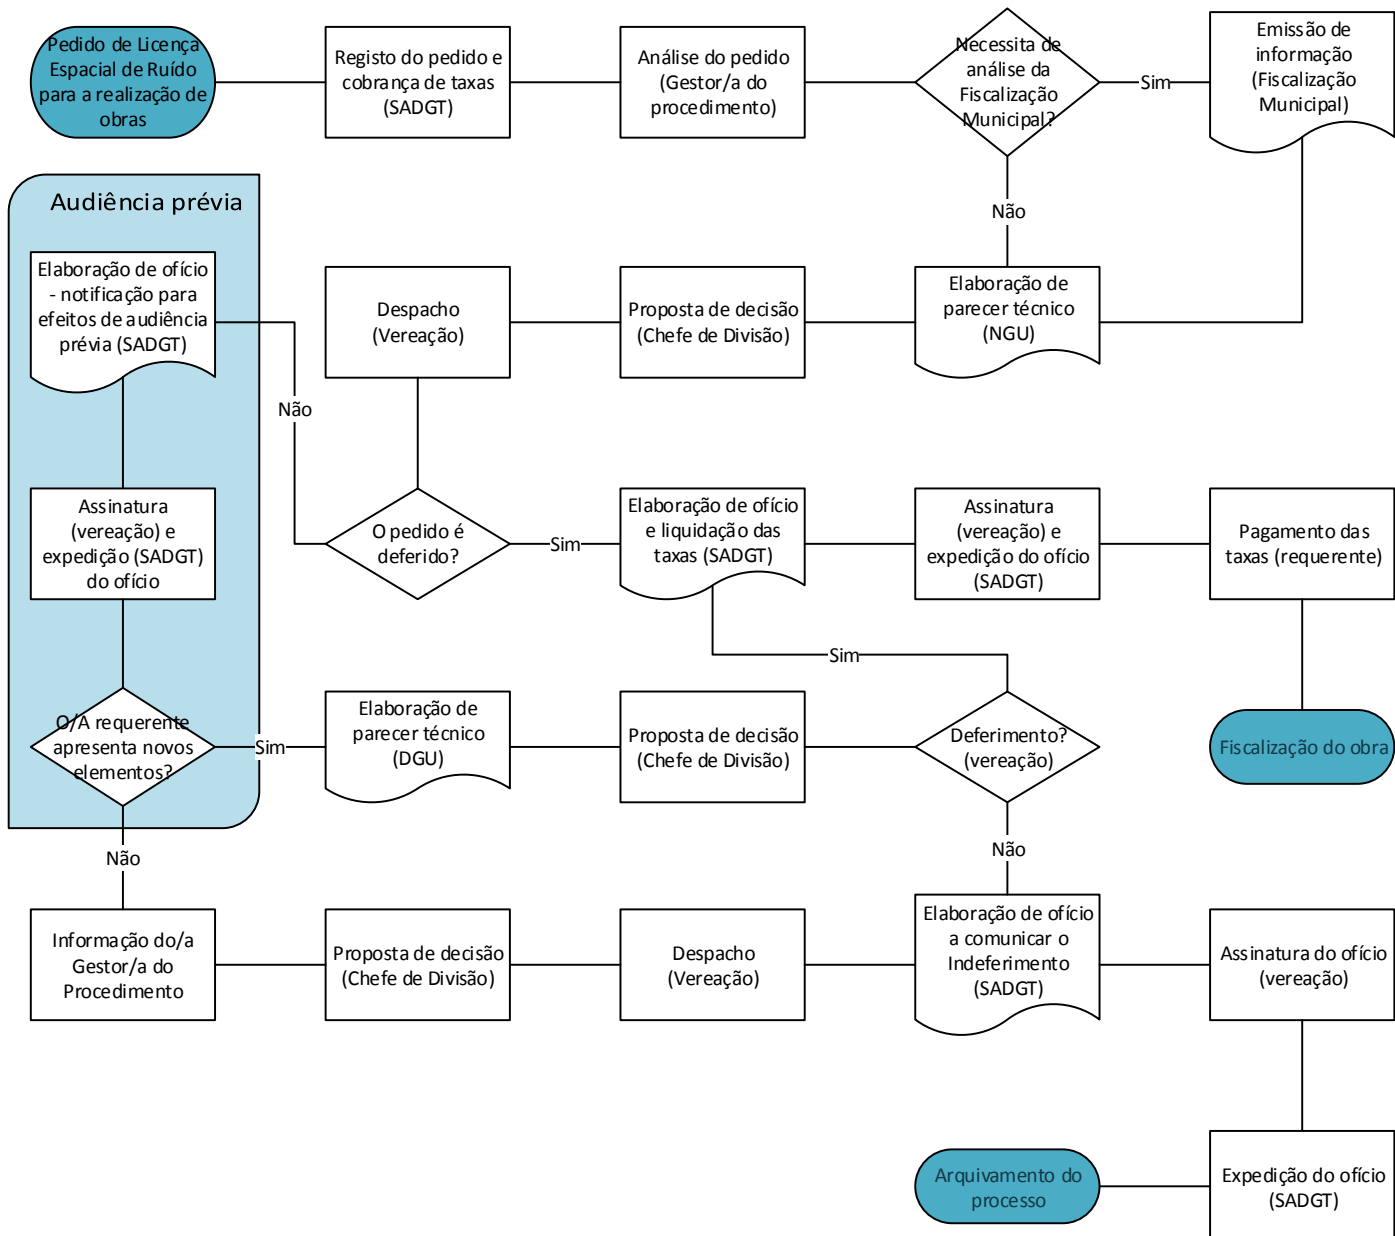 Pedido de Licença
Espacial de Ruído
para a realização de
obras
Registo do pedido e
cobrança de taxas
(SADGT)
Análise do pedido
(Gestor/a do
procedimento)
Necessita de
análise da
Fiscalização
Municipal?
Sim
Emissão de
informação
(Fiscalização
Municipal)
Não
Audiência prévia
Elaboração de ofício
- notificação para
efeitos de audiência
prévia (SADGT)
Despacho
(Vereação)
Proposta de decisão
(Chefe de Divisão)
Elaboração de
parecer técnico
(NGU)
Não
Assinatura
(vereação) e
expedição (SADGT)
do ofício
O pedido é
deferido?
Sim
Elaboração de ofício
e liquidação das
taxas (SADGT)
Assinatura
(vereação) e
expedição do ofício
(SADGT)
Pagamento das
taxas (requerente)
Sim
O/A requerente
apresenta novos
elementos?
Sim
Elaboração de
parecer técnico
(DGU)
Proposta de decisão
(Chefe de Divisão)
Deferimento?
(vereação)
Fiscalização do obra
Não
Não
Informação do/a
Gestor/a do
Procedimento
Proposta de decisão
(Chefe de Divisão)
Despacho
(Vereação)
Elaboração de ofício
a comunicar o
Indeferimento
(SADGT)
Assinatura do ofício
(vereação)
Arquivamento do
processo
Expedição do ofício
(SADGT)